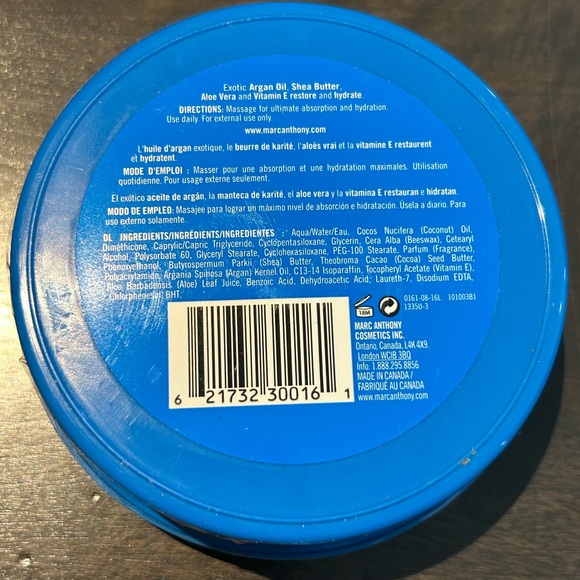 Exotic Argan Oil, Shea Butter,
Aloe Vera and Vitamin E restore and hydrate.
DIRECTIONS: Massage for ultimate absorption and hydration.
Use daily. For external use only.
www.marcanthony.com
L'huile d'argan exotique, le beurre de karité, l'aloès vrai et la vitamine E restaurent
et hydratent.
MODE D'EMPLOI : Masser pour une absorption et une hydratation maximales. Utilisation
quotidienne. Pour usage externe seulement.
El exótico aceite de argán, la manteca de karité, el aloe vera y la vitamina E restauran e hidratan.
MODO DE EMPLEO: Masajee para lograr un máximo nivel de absorción e hidratación. Úsela a diario. Para
uso externo solamente.
DL INGREDIENTS/INGRÉDIENTS/INGREDIENTES : Aqua/Water/Eau, Cocos Nucifera (Coconut) Oil,
Dimethicone, Caprylic/Capric Triglyceride, Cyclopentasiloxane, Glycerin, Cera Alba (Beeswax), Cetearyl
Alcohol, Polysorbate 60, Glyceryl Stearate, Cyclohexasiloxane, PEG-100 Stearate, Parfum (Fragrance),
Phenoxyethanol, Butyrospermum Parkii (Shea) Butter, Theobroma Cacao (Cocoa) Seed Butter,
Polyacrylamide, Argania Spinosa (Argan) Kernel Oil, C13-14 Isoparaffin, Tocopheryl Acetate (Vitamin E),
Aloe Barbadensis (Aloe) Leaf Juice, Benzoic Acid, Dehydroacetic Acid; Laureth-7, Disodium EDTA,
Chlorphenesin, BHT.
18M
0161-08-16L 101003B1
1335U-3
MARC ANTHONY
COSMETICS INC.
Ontario, Canada, L4K 4X9,
London WCIB 3BQ
Info. 1.888.295.8856
MADE IN CANADA /
FABRIQUÉ AU CANADA
www.marcanthony.com
6 21732 30016 1